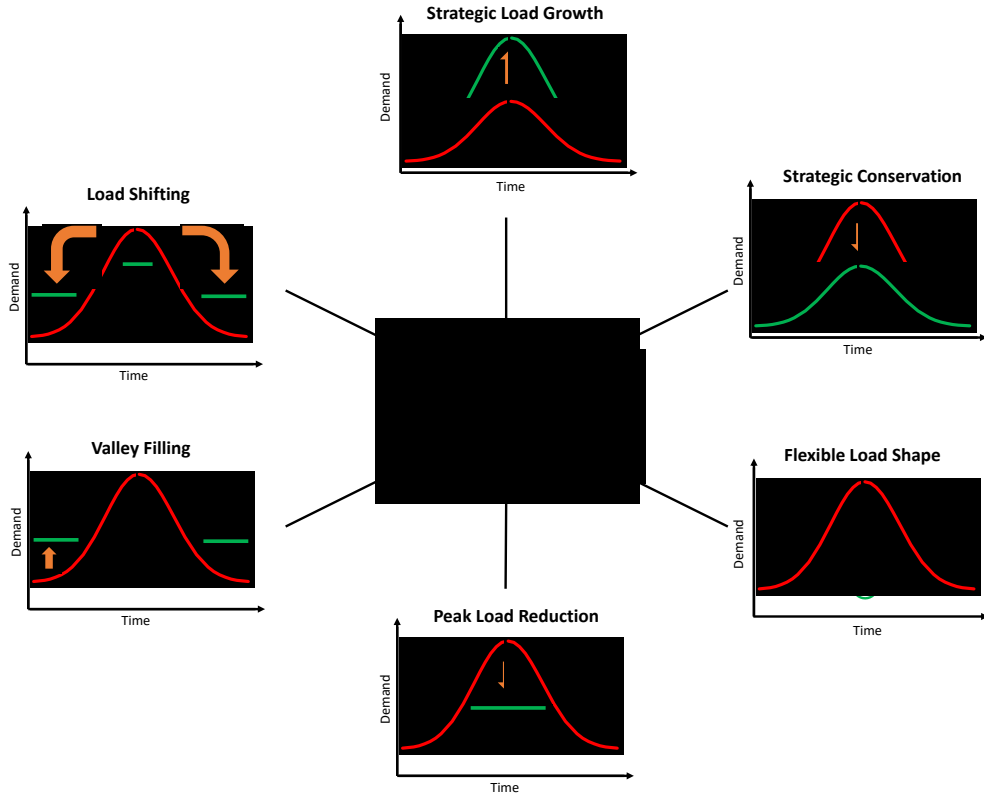 Strategic Load Growth
Demand
Time
Load Shifting
Demand
Time
Strategic Conservation
Demand
Time
Valley Filling
Demand
Time
Flexible Load Shape
Demand
Time
Peak Load Reduction
Demand
Time